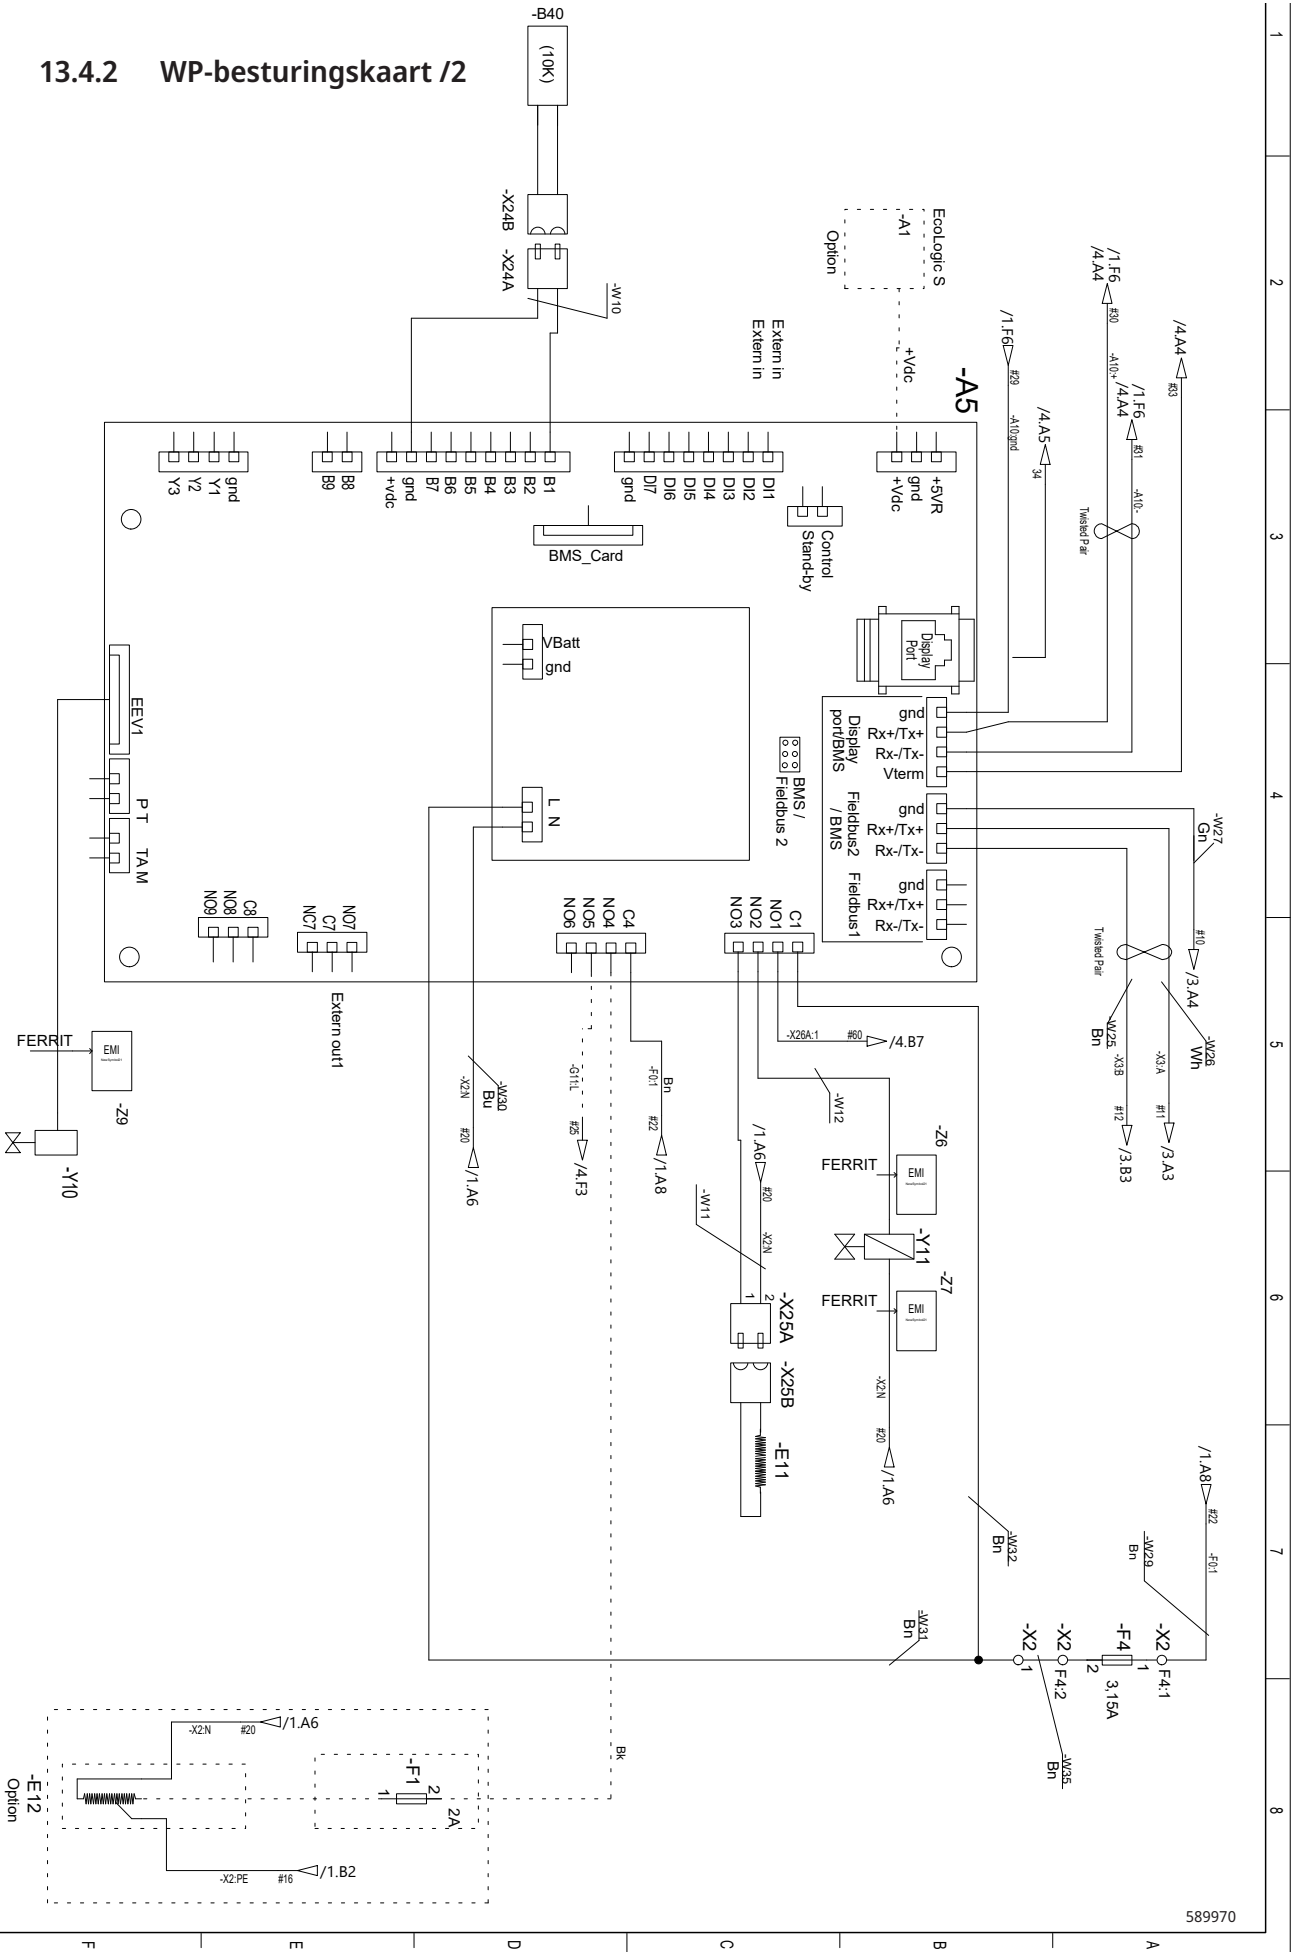 13.4.2 WP-besturingskaart /2
-B40
(10K)
-X24B
-X24A
-W10
EcoLogic S
-A1
Option
+Vdc
Extern in
Extern in
-A5
/1.F6
#29
-A10:gnd
/4.A5
34
/1.F6
/4.A4
#30
-A10:+
/1.F6
/4.A4
#31
-A10:-
/4.A4
#33
Twisted Pair
Y3
Y2
Y1
gnd
B9
B8
+vdc
gnd
B7
B6
B5
B4
B3
B2
B1
gnd
DI7
DI6
DI5
DI4
DI3
DI2
DI1
Control
Stand-by
+Vdc
gnd
+5VR
BMS_Card
VBatt
gnd
Display
Port
EEV1
P T
TAM
L N
BMS /
Fieldbus 2
Display
port/BMS
gnd
Rx+/Tx+
Rx-/Tx-
Vterm
Fieldbus2
/ BMS
gnd
Rx+/Tx+
Rx-/Tx-
Fieldbus1
gnd
Rx+/Tx+
Rx-/Tx-
-W27
Gn
#10
/3.A4
Twisted Pair
-W25
Bn
-X3:B
#12
/3.B3
-W26
Wh
-X3:A
#11
/3.A3
NO9
NO8
C8
NC7
C7
NO7
Extern out1
NO6
NO5
NO4
C4
NO3
NO2
NO1
C1
-X26A:1
#60
/4.B7
-W12
FERRIT
EMI
-Z9
-Y10
-W30
Bu
-X2:N
#20
/1.A6
-G11:L
#25
/4.F3
Bn
-F0:1
#22
/1.A8
/1.A6
#20
-X2:N
-W11
1
2
-X25A
-X25B
-E11
-Z6
FERRIT
EMI
-Y11
-Z7
FERRIT
EMI
-X2:N
#20
/1.A6
/1.A8
#22
-F0:1
-W29
Bn
-W32
Bn
-W31
Bn
-X2
1
-X2
F4:2
-F4
2
1
3,15A
-X2
F4:1
-W35
Bn
Bk
/1.A6
#20
-X2:N
-F1
1
2
2A
-E12
Option
-X2:PE
#16
/1.B2
589970
1
2
3
4
5
6
7
8
F
E
D
C
B
A